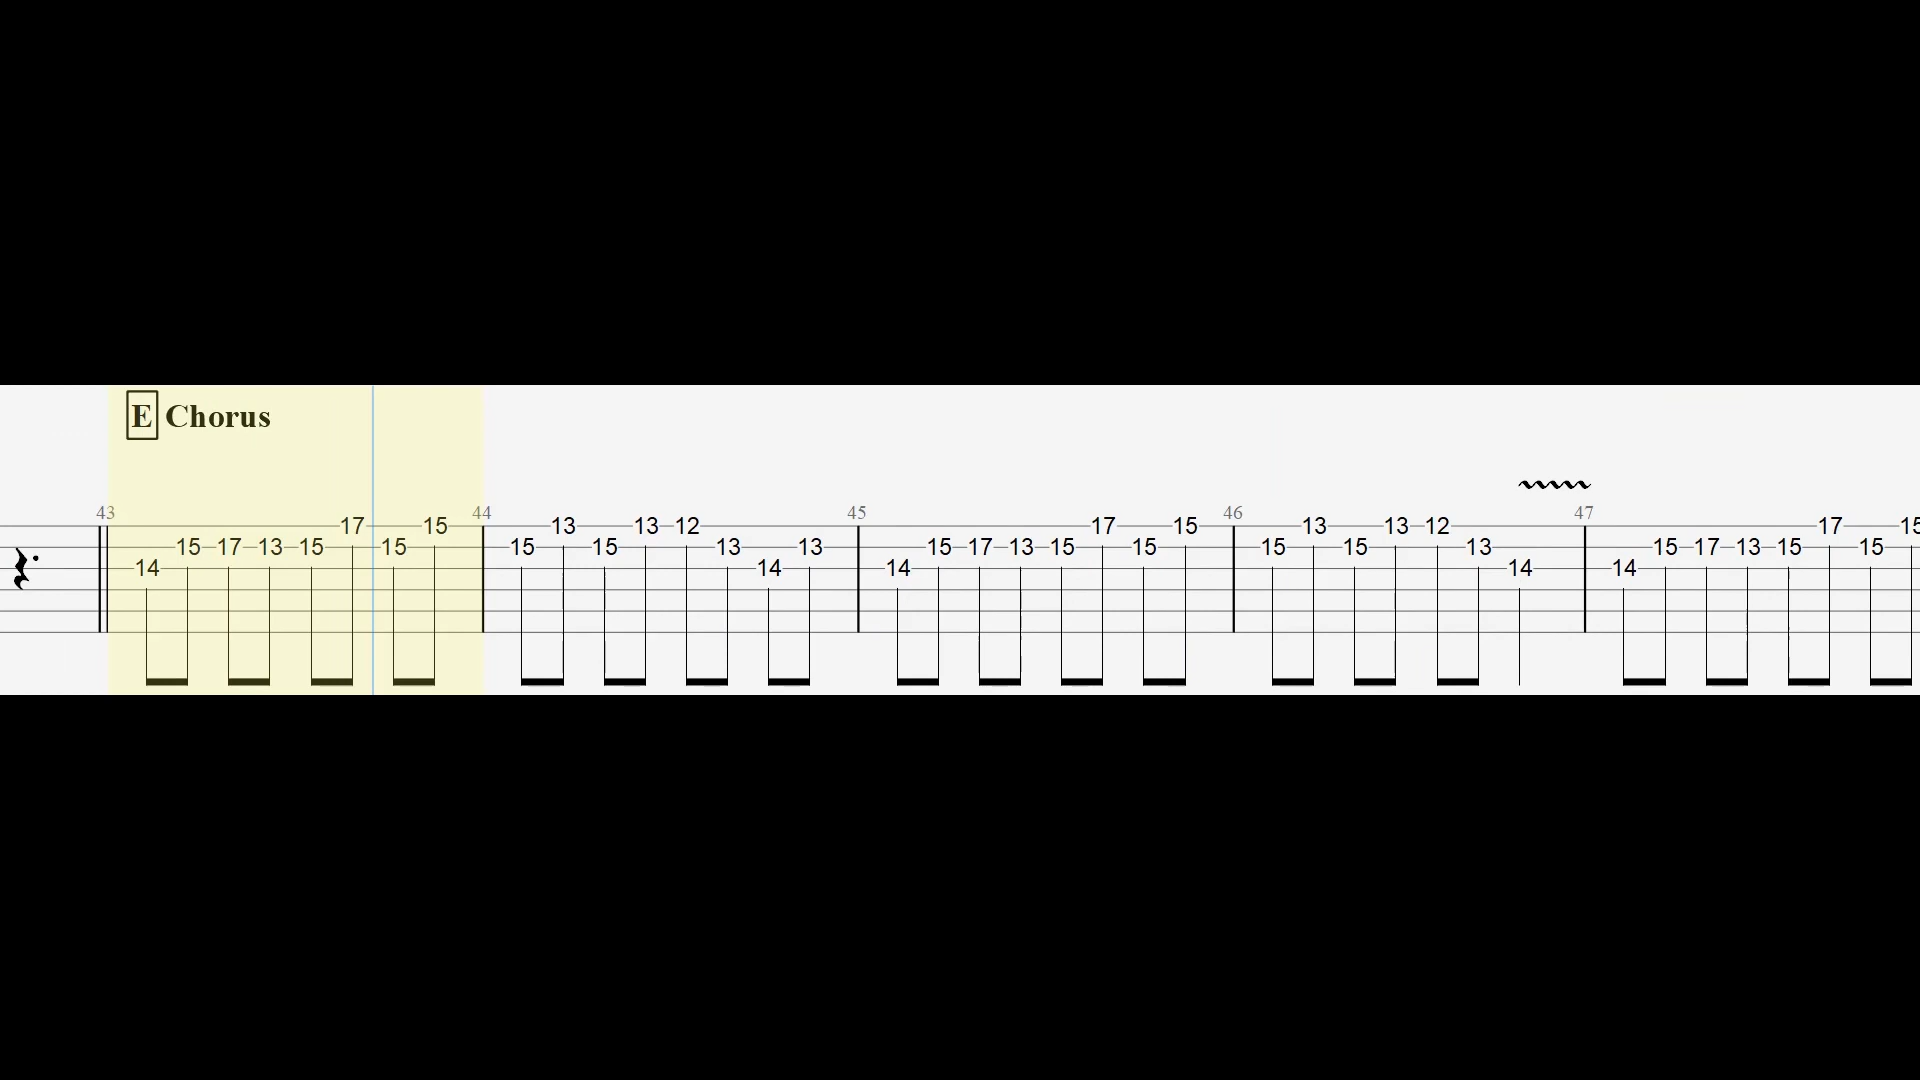 E Chorus
43 44 45 46 47
17 15 13 13 12 17 15 13 13 12 17 15
15 17 13 15 15 15 15 13 13 15 17 13 15 15 15 15 13 15 17 13 15 15
14 14 14 14 14